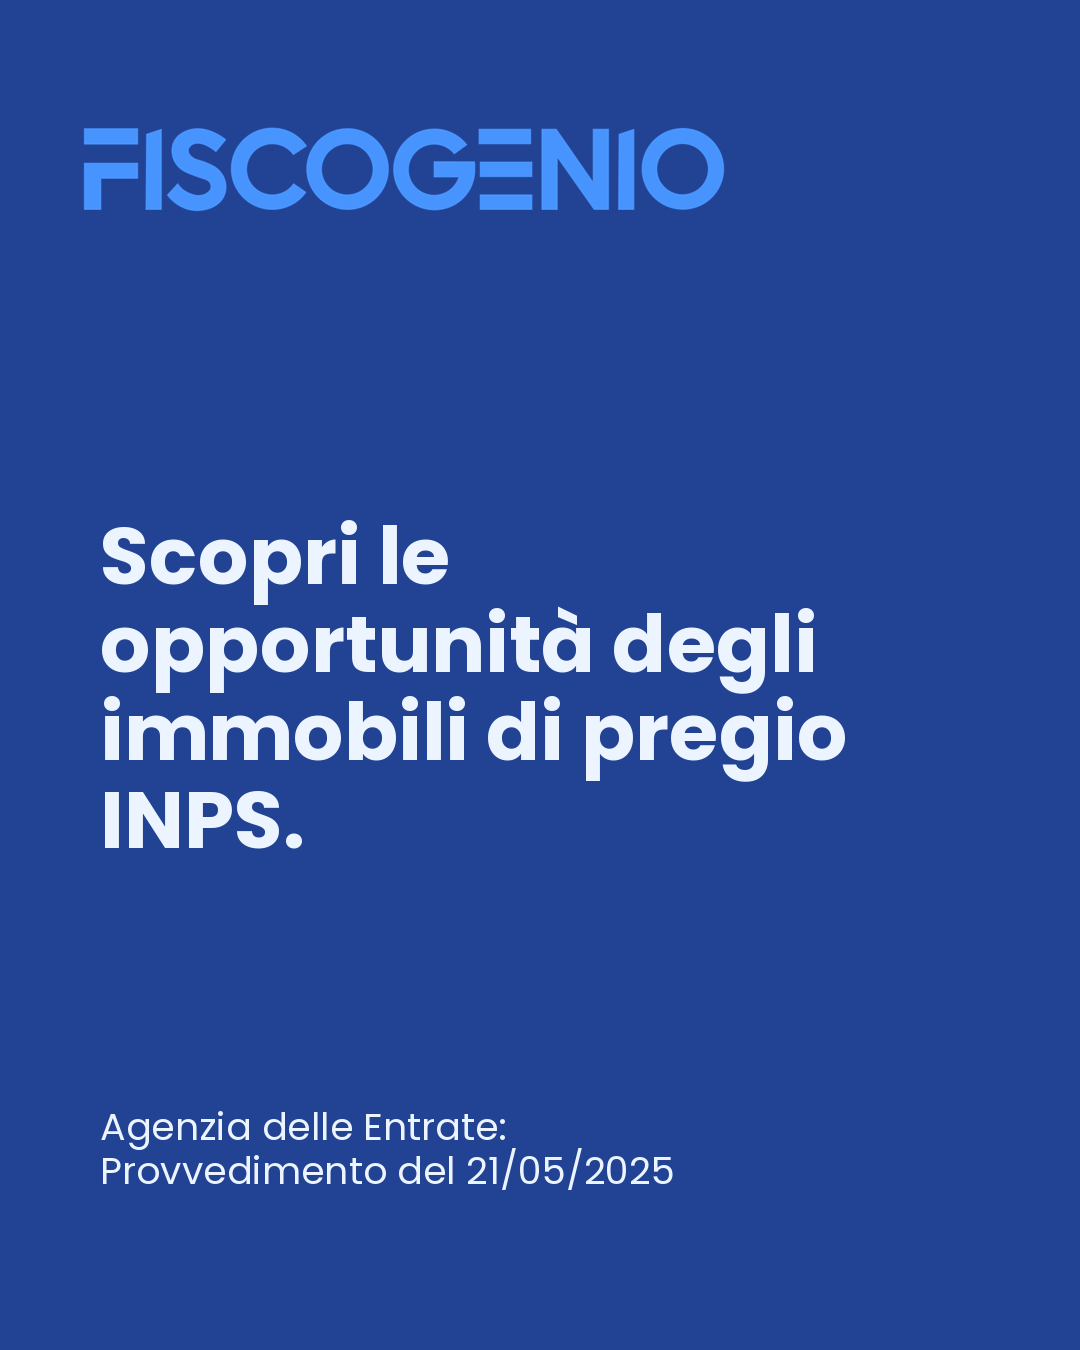 FISCOGENIO
Scopri le
opportunità degli
immobili di pregio
INPS.
Agenzia delle Entrate:
Provvedimento del 21/05/2025